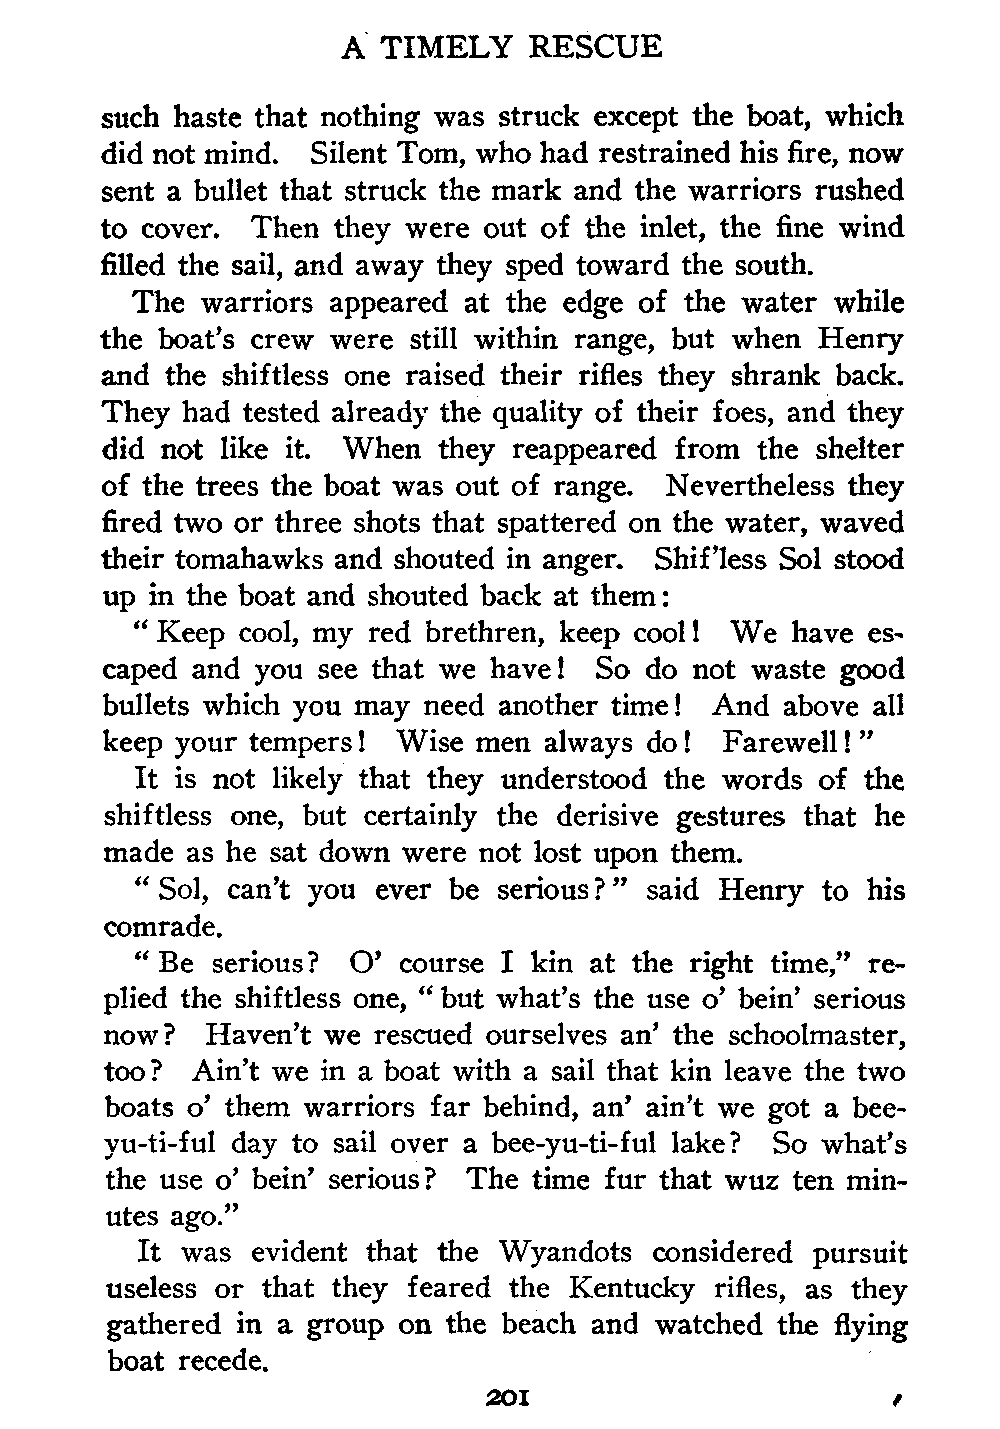 A TIMELY RESCUE
such haste that nothing was struck except the boat, which
did not mind. Silent Tom, who had restrained his fire, now
sent a bullet that struck the mark and the warriors rushed
to cover. Then they were out of the inlet, the fine wind
filled the sail, and away they sped toward the south.
The warriors appeared at the edge of the water while
the boat's crew were still within range, but when Henry
and the shiftless one raised their rifles they shrank back.
They had tested already the quality of their foes, and they
did not like it. When they reappeared from the shelter
of the trees the boat was out of range. Nevertheless they
fired two or three shots that spattered on the water, waved
their tomahawks and shouted in anger. Shif'less Sol stood
up in the boat and shouted back at them:
"Keep cool, my red brethren, keep cool! We have es-
caped and you see that we have! So do not waste good
bullets which you may need another time! And above all
keep your tempers! Wise men always do! Farewell!"
It is not likely that they understood the words of the
shiftless one, but certainly the derisive gestures that he
made as he sat down were not lost upon them.
"Sol, can't you ever be serious?" said Henry to his
comrade.
"Be serious? O' course I kin at the right time," re-
plied the shiftless one, "but what's the use o' bein' serious
now? Haven't we rescued ourselves an' the schoolmaster,
too? Ain't we in a boat with a sail that kin leave the two
boats o' them warriors far behind, an' ain't we got a bee-
yu-ti-ful day to sail over a bee-yu-ti-ful lake? So what's
the use o' bein' serious? The time fur that wuz ten min-
utes ago."
It was evident that the Wyandots considered pursuit
useless or that they feared the Kentucky rifles, as they
gathered in a group on the beach and watched the flying
boat recede.
201